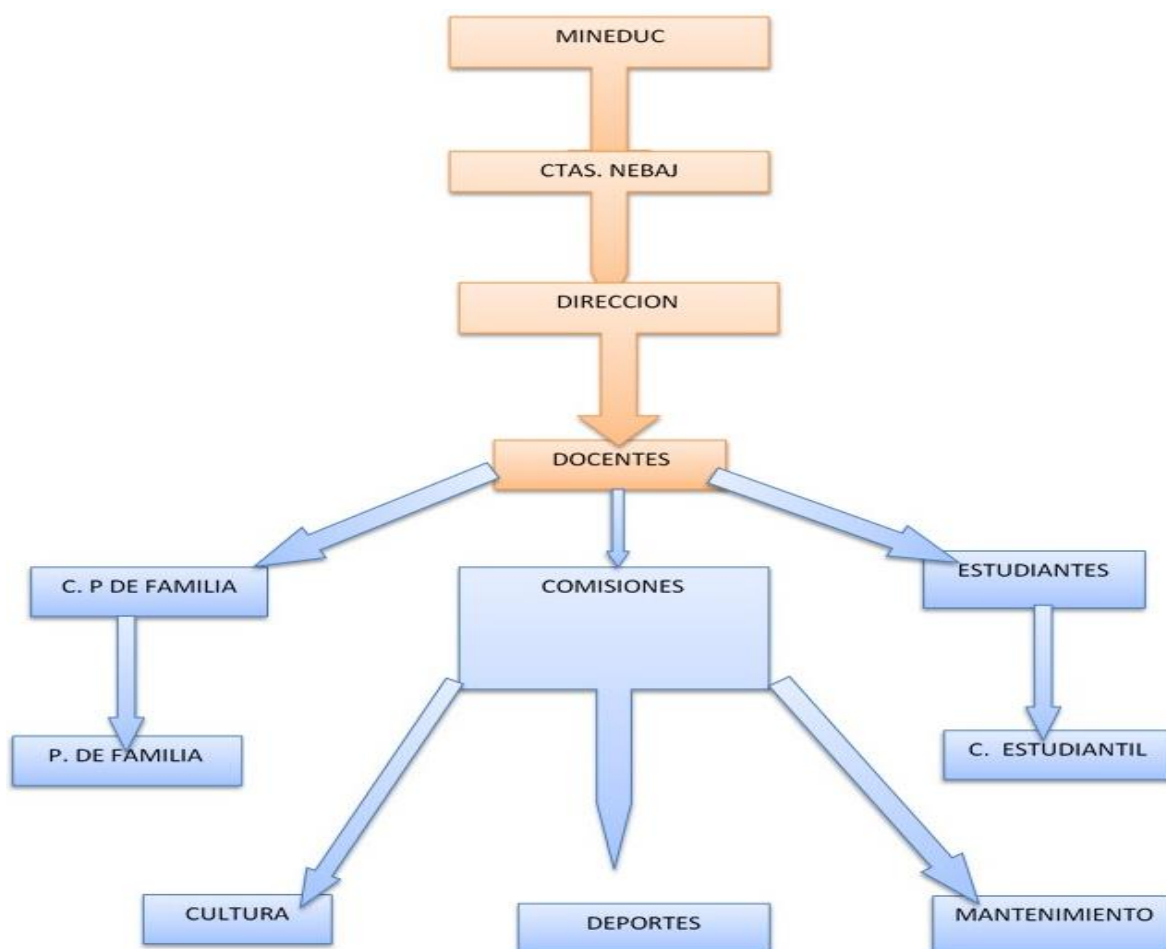 MINEDUC
CTAS. NEBAJ
DIRECCION
DOCENTES
C. P DE FAMILIA
COMISIONES
ESTUDIANTES
P. DE FAMILIA
C. ESTUDIANTIL
CULTURA
DEPORTES
MANTENIMIENTO